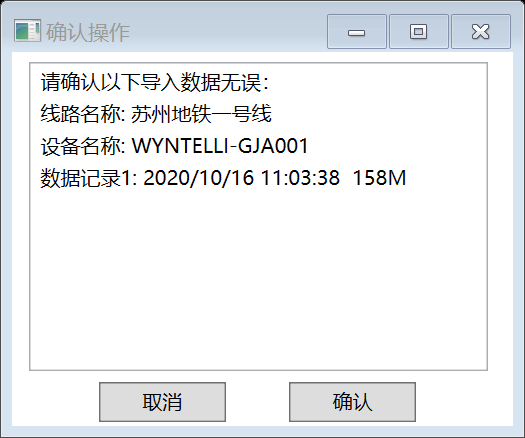 确认操作
请确认以下导入数据无误：
线路名称: 苏州地铁一号线
设备名称: WYNTELLI-GJA001
数据记录1: 2020/10/16 11:03:38  158M
取消
确认